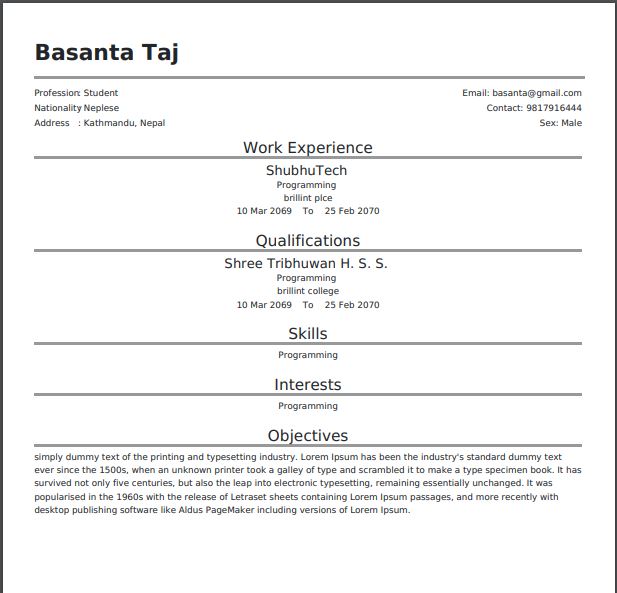 Basanta Taj
Profession: Student
Email: basanta@gmail.com
Nationality Neplese
Contact: 9817916444
Address : Kathmandu, Nepal
Sex: Male
Work Experience
ShubhuTech
Programming
brillint plce
10 Mar 2069 To 25 Feb 2070
Qualifications
Shree Tribhuwan H. S. S.
Programming
brillint college
10 Mar 2069 To 25 Feb 2070
Skills
Programming
Interests
Programming
Objectives
simply dummy text of the printing and typesetting industry. Lorem Ipsum has been the industry's standard dummy text
ever since the 1500s, when an unknown printer took a galley of type and scrambled it to make a type specimen book. It has
survived not only five centuries, but also the leap into electronic typesetting, remaining essentially unchanged. It was
popularised in the 1960s with the release of Letraset sheets containing Lorem Ipsum passages, and more recently with
desktop publishing software like Aldus PageMaker including versions of Lorem Ipsum.